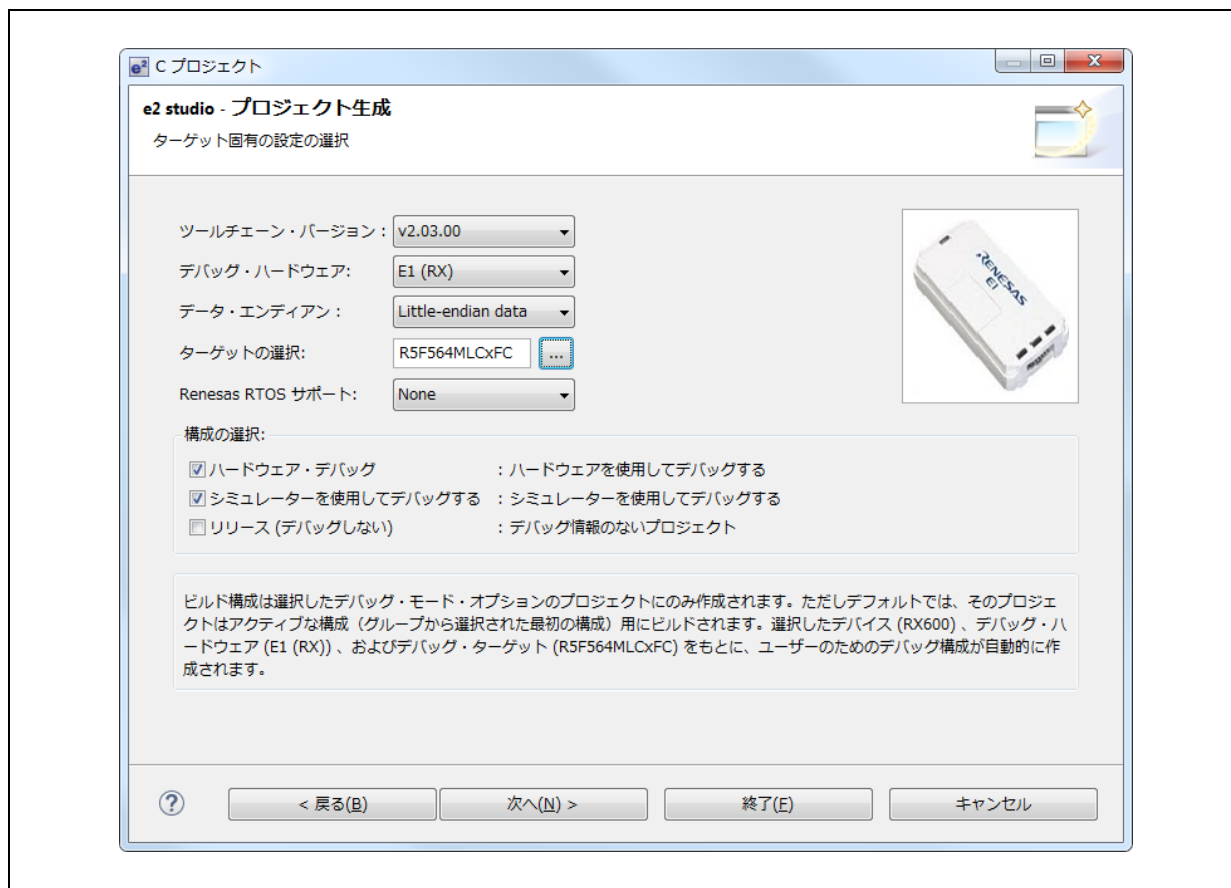 C プロジェクト
e2 studio - プロジェクト生成
ターゲット固有の設定の選択
ツールチェーン・バージョン : v2.03.00
デバッグ・ハードウェア: E1 (RX)
データ・エンディアン : Little-endian data
ターゲットの選択: R5F564MLCxFC ...
Renesas RTOS サポート: None
RENESAS
E1
構成の選択:
ハードウェア・デバッグ : ハードウェアを使用してデバッグする
シミュレーターを使用してデバッグする : シミュレーターを使用してデバッグする
リリース (デバッグしない) : デバッグ情報のないプロジェクト
ビルド構成は選択したデバッグ・モード・オプションのプロジェクトにのみ作成されます。ただしデフォルトでは、そのプロジェ
クトはアクティブな構成（グループから選択された最初の構成）用にビルドされます。選択したデバイス (RX600) 、デバッグ・ハ
ードウェア (E1 (RX)) 、およびデバッグ・ターゲット (R5F564MLCxFC) をもとに、ユーザーのためのデバッグ構成が自動的に作
成されます。
? < 戻る(B) 次へ(N) > 終了(F) キャンセル